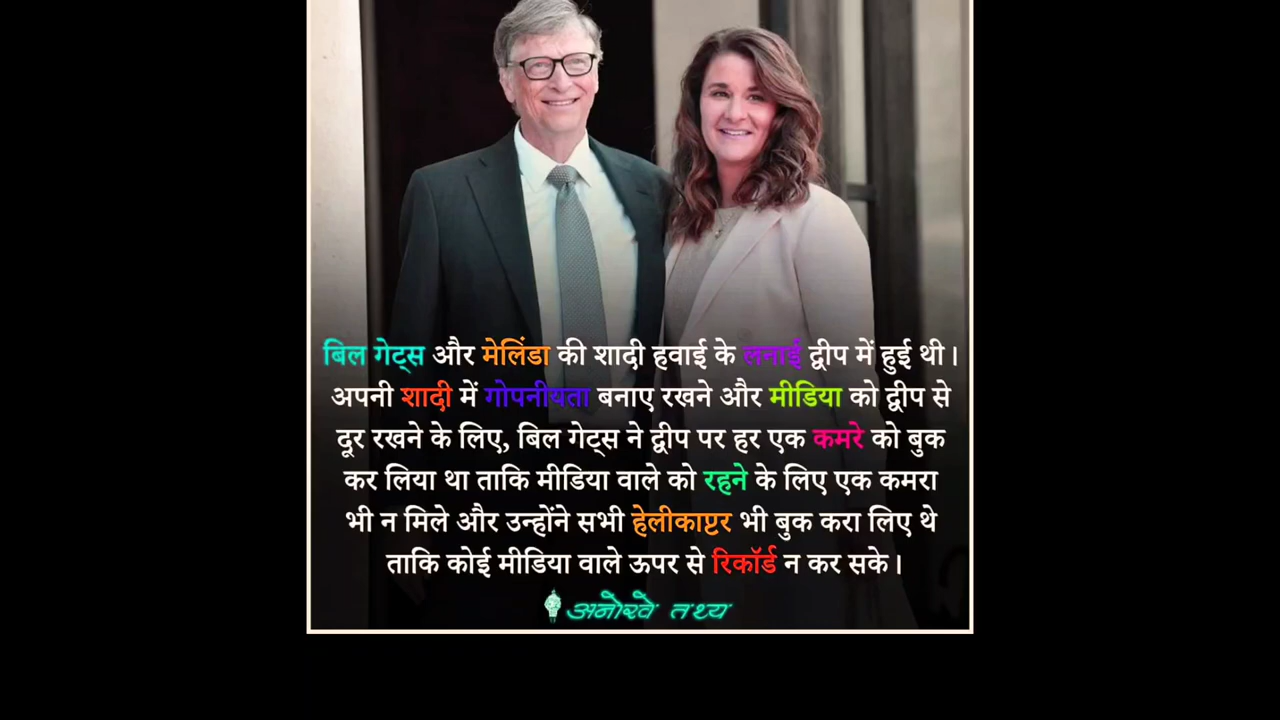 बिल गेट्स और मेलिंडा की शादी हवाई के लनाई द्वीप में हुई थी।
अपनी शादी में गोपनीयता बनाए रखने और मीडिया को द्वीप से
दूर रखने के लिए, बिल गेट्स ने द्वीप पर हर एक कमरे को बुक
कर लिया था ताकि मीडिया वाले को रहने के लिए एक कमरा
भी न मिले और उन्होंने सभी हेलीकाप्टर भी बुक करा लिए थे
ताकि कोई मीडिया वाले ऊपर से रिकॉर्ड न कर सके।
अनोखे तथ्य